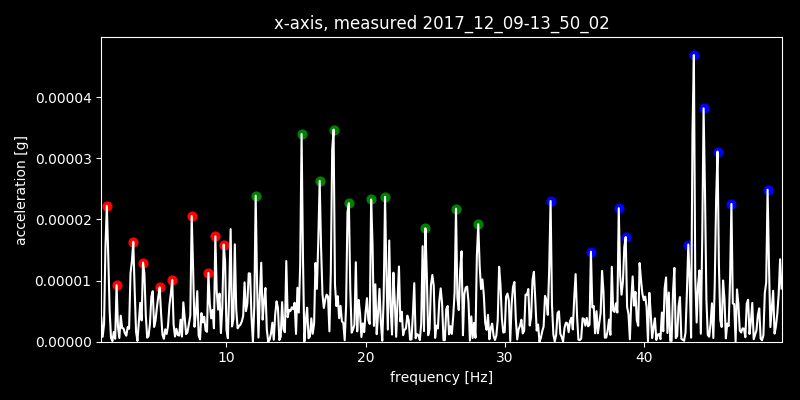 x-axis, measured 2017_12_09-13_50_02
acceleration [g]
0.00004
0.00003
0.00002
0.00001
0.00000
10 20 30 40
frequency [Hz]